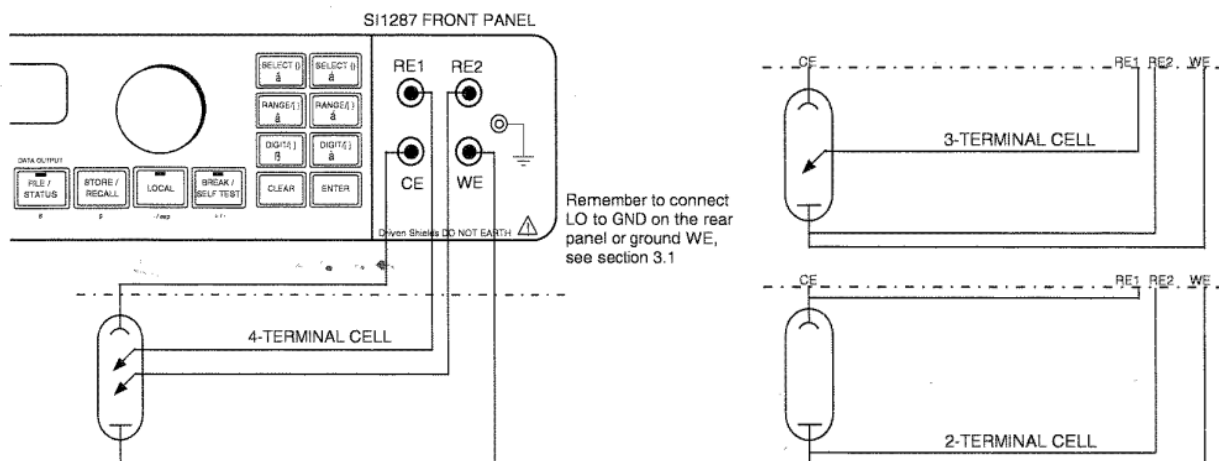 SI1287 FRONT PANEL
RE1 RE2
CE WE
SELECT SELECT
RANGE/ RANGE/
DIGIT/ DIGIT/
CLEAR ENTER
DATA OUTPUT
FILE / STATUS
STORE / RECALL
LOCAL
BREAK / SELF TEST
Driven Shields DO NOT EARTH
Remember to connect
LO to GND on the rear
panel or ground WE,
see section 3.1
4-TERMINAL CELL
CE RE1 RE2 WE
3-TERMINAL CELL
CE RE1 RE2 WE
2-TERMINAL CELL